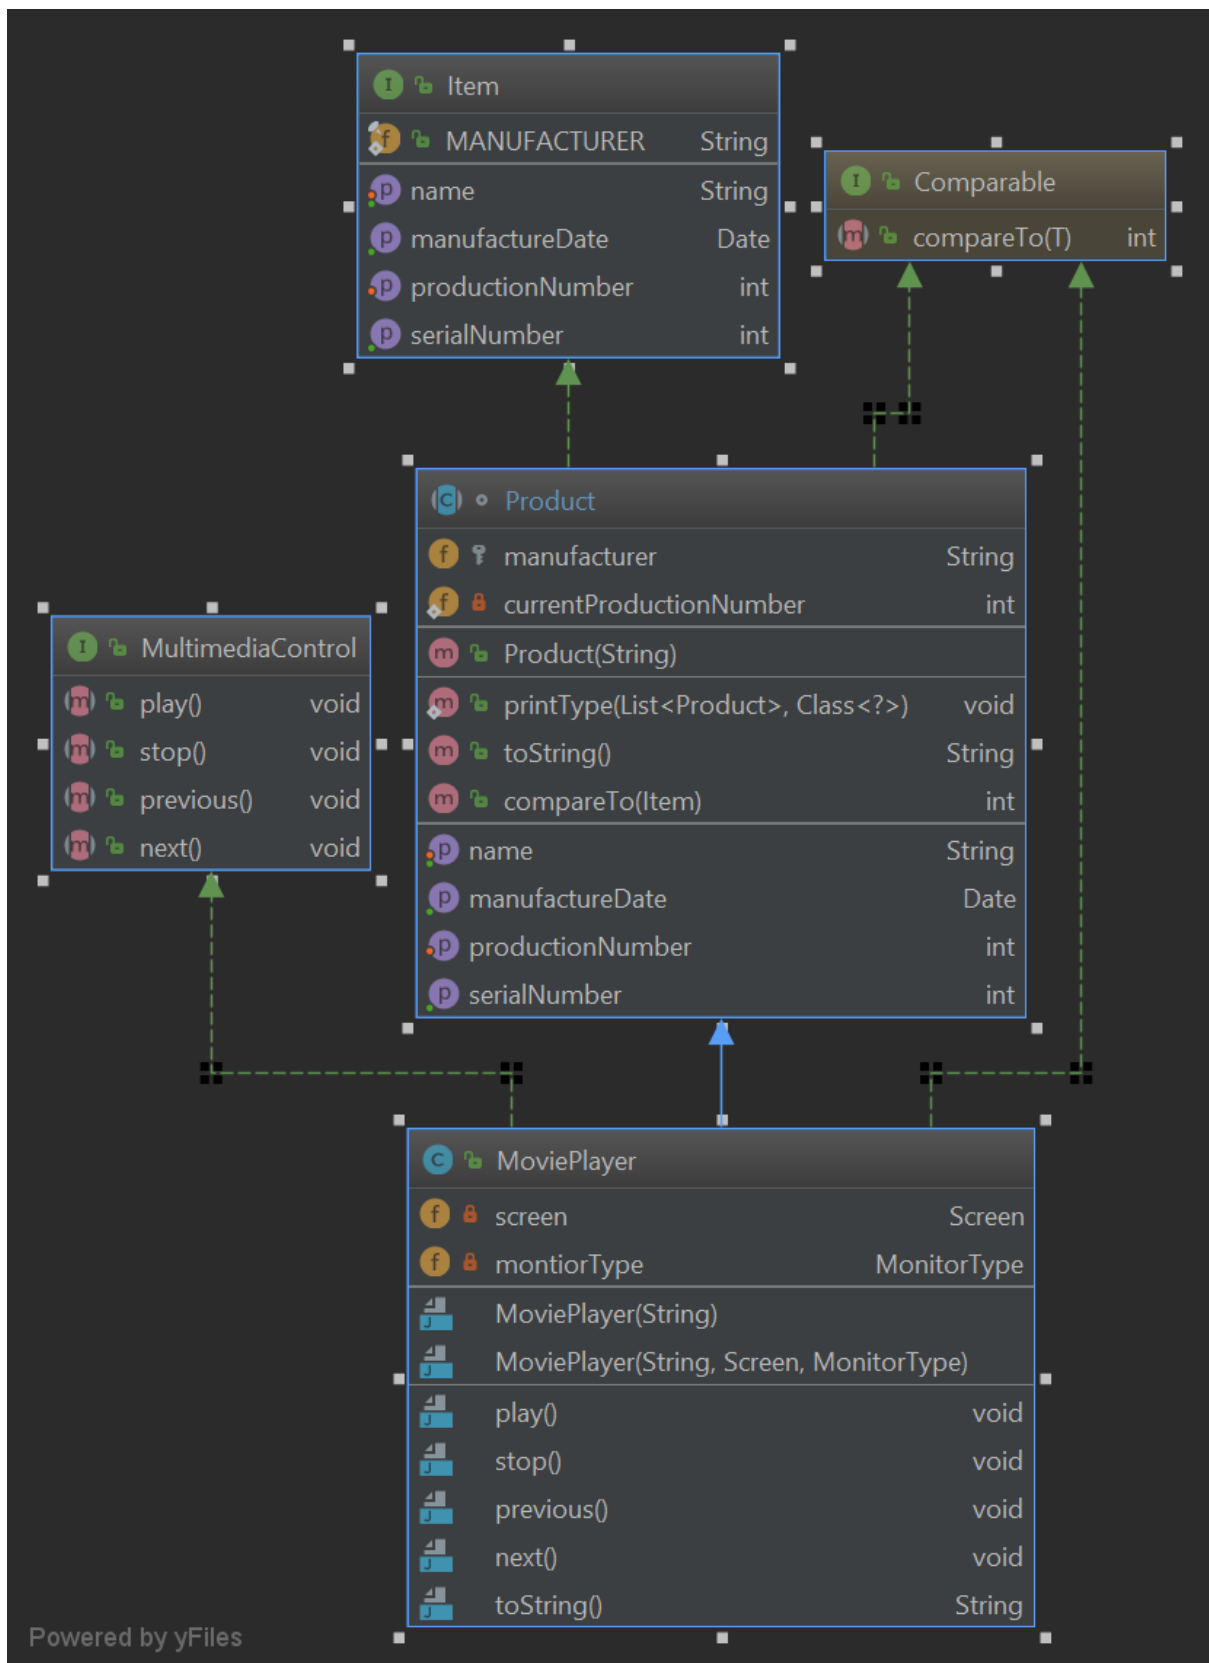 Item
MANUFACTURER String
name String
manufactureDate Date
productionNumber int
serialNumber int
Comparable
compareTo(T) int
Product
manufacturer String
currentProductionNumber int
Product(String)
printType(List<Product>, Class<?>) void
toString() String
compareTo(Item) int
name String
manufactureDate Date
productionNumber int
serialNumber int
MultimediaControl
play() void
stop() void
previous() void
next() void
MoviePlayer
screen Screen
montiorType MonitorType
MoviePlayer(String)
MoviePlayer(String, Screen, MonitorType)
play() void
stop() void
previous() void
next() void
toString() String
Powered by yFiles